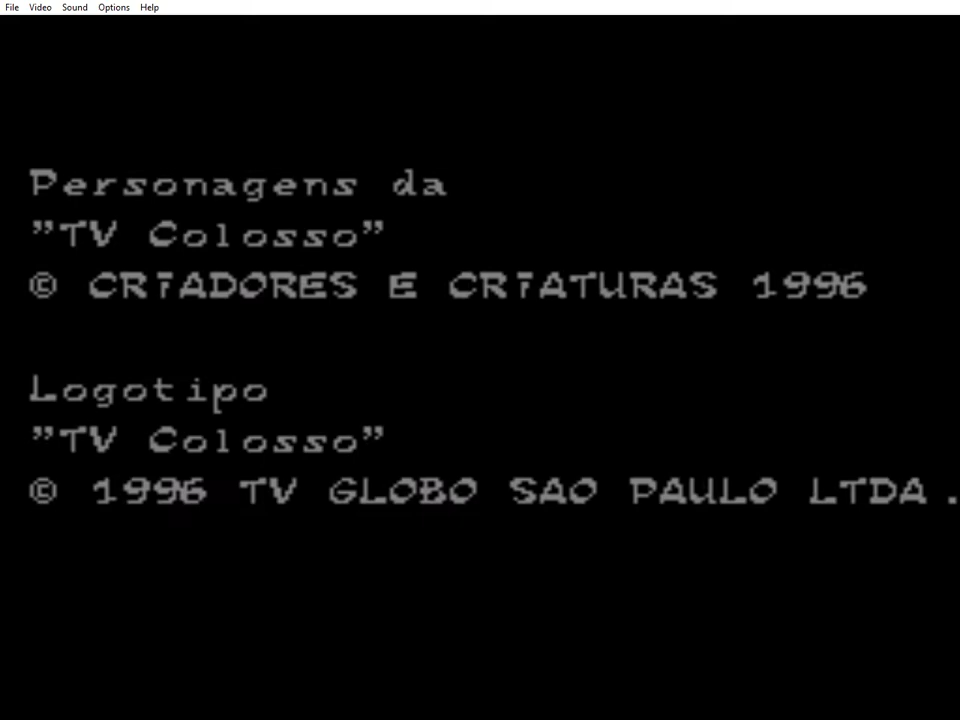 File Video Sound Options Help
Personagens da
"TV Colosso"
© CRIADORES E CRIATURAS 1996
Logotipo
"TV Colosso"
© 1996 TV GLOBO SAO PAULO LTDA.